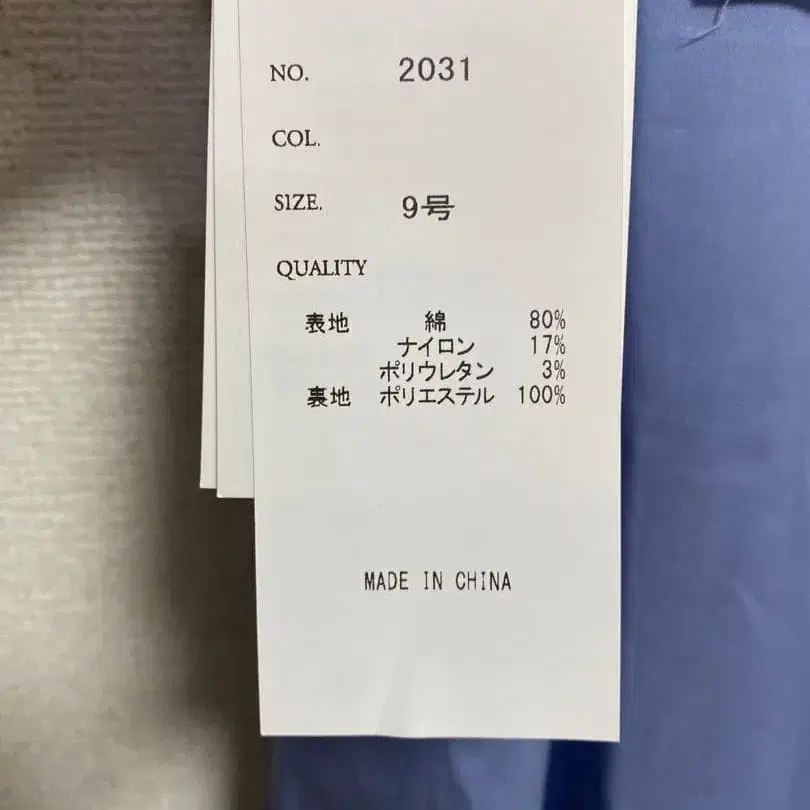 NO. 2031
COL.
SIZE. 9号
QUALITY
表地 綿 80%
ナイロン 17%
ポリウレタン 3%
裏地 ポリエステル 100%
MADE IN CHINA